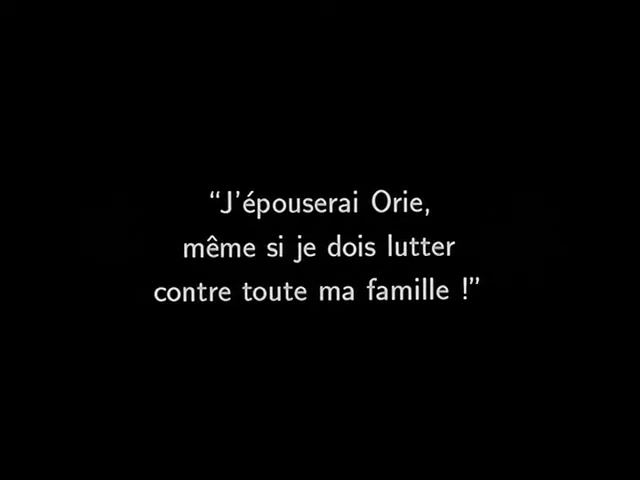 “J’épouserai Orie,
même si je dois lutter
contre toute ma famille !”